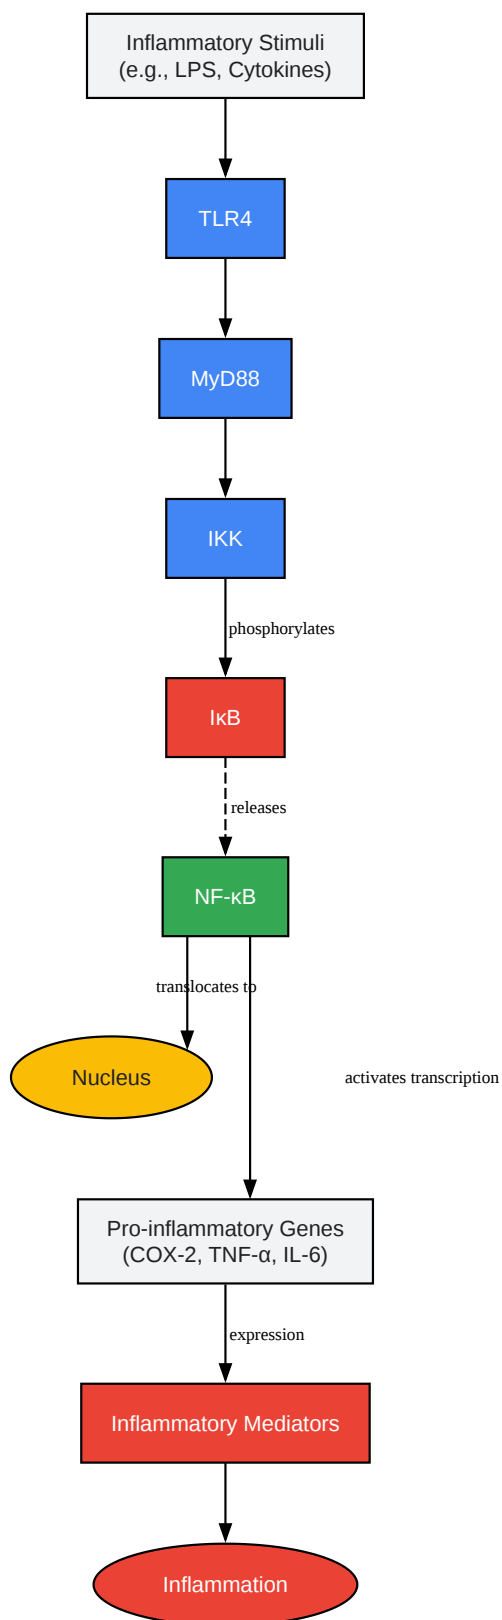 Inflammatory Stimuli
(e.g., LPS, Cytokines)
TLR4
MyD88
IKK
phosphorylates
IκB
releases
NF-κB
translocates to
Nucleus
activates transcription
Pro-inflammatory Genes
(COX-2, TNF-α, IL-6)
expression
Inflammatory Mediators
Inflammation